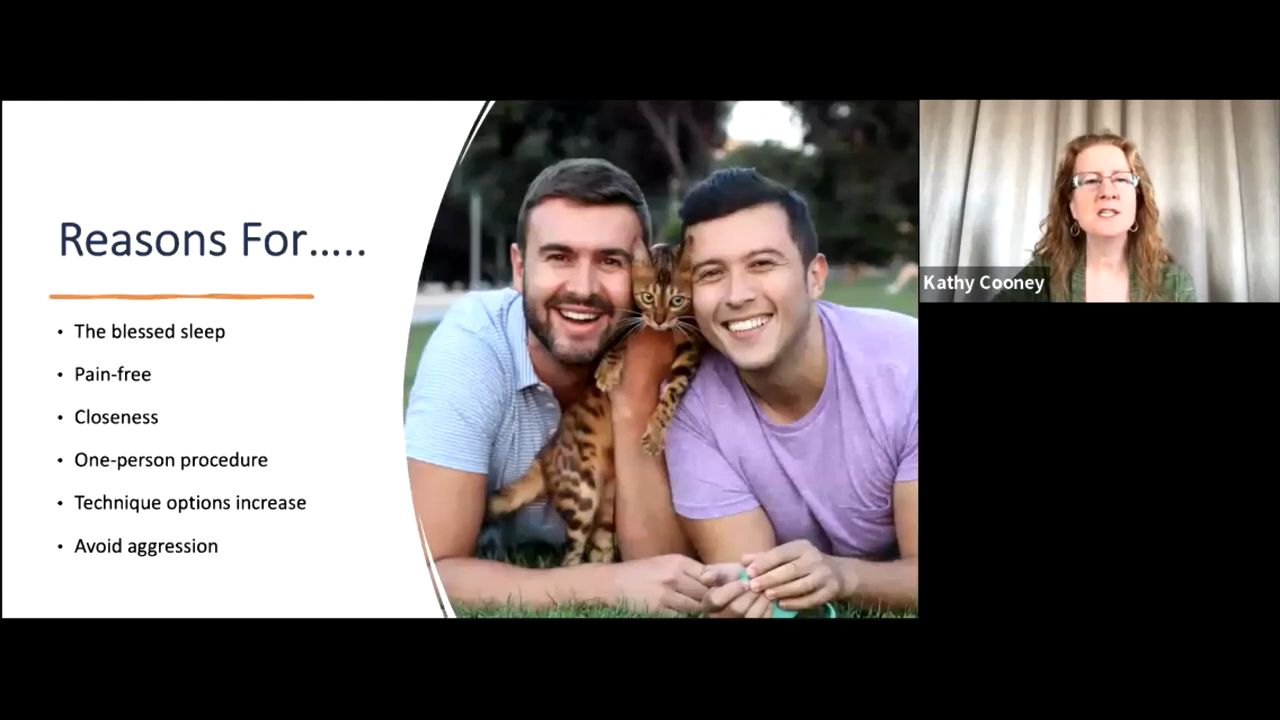 Reasons For.....
• The blessed sleep
• Pain-free
• Closeness
• One-person procedure
• Technique options increase
• Avoid aggression
Kathy Cooney